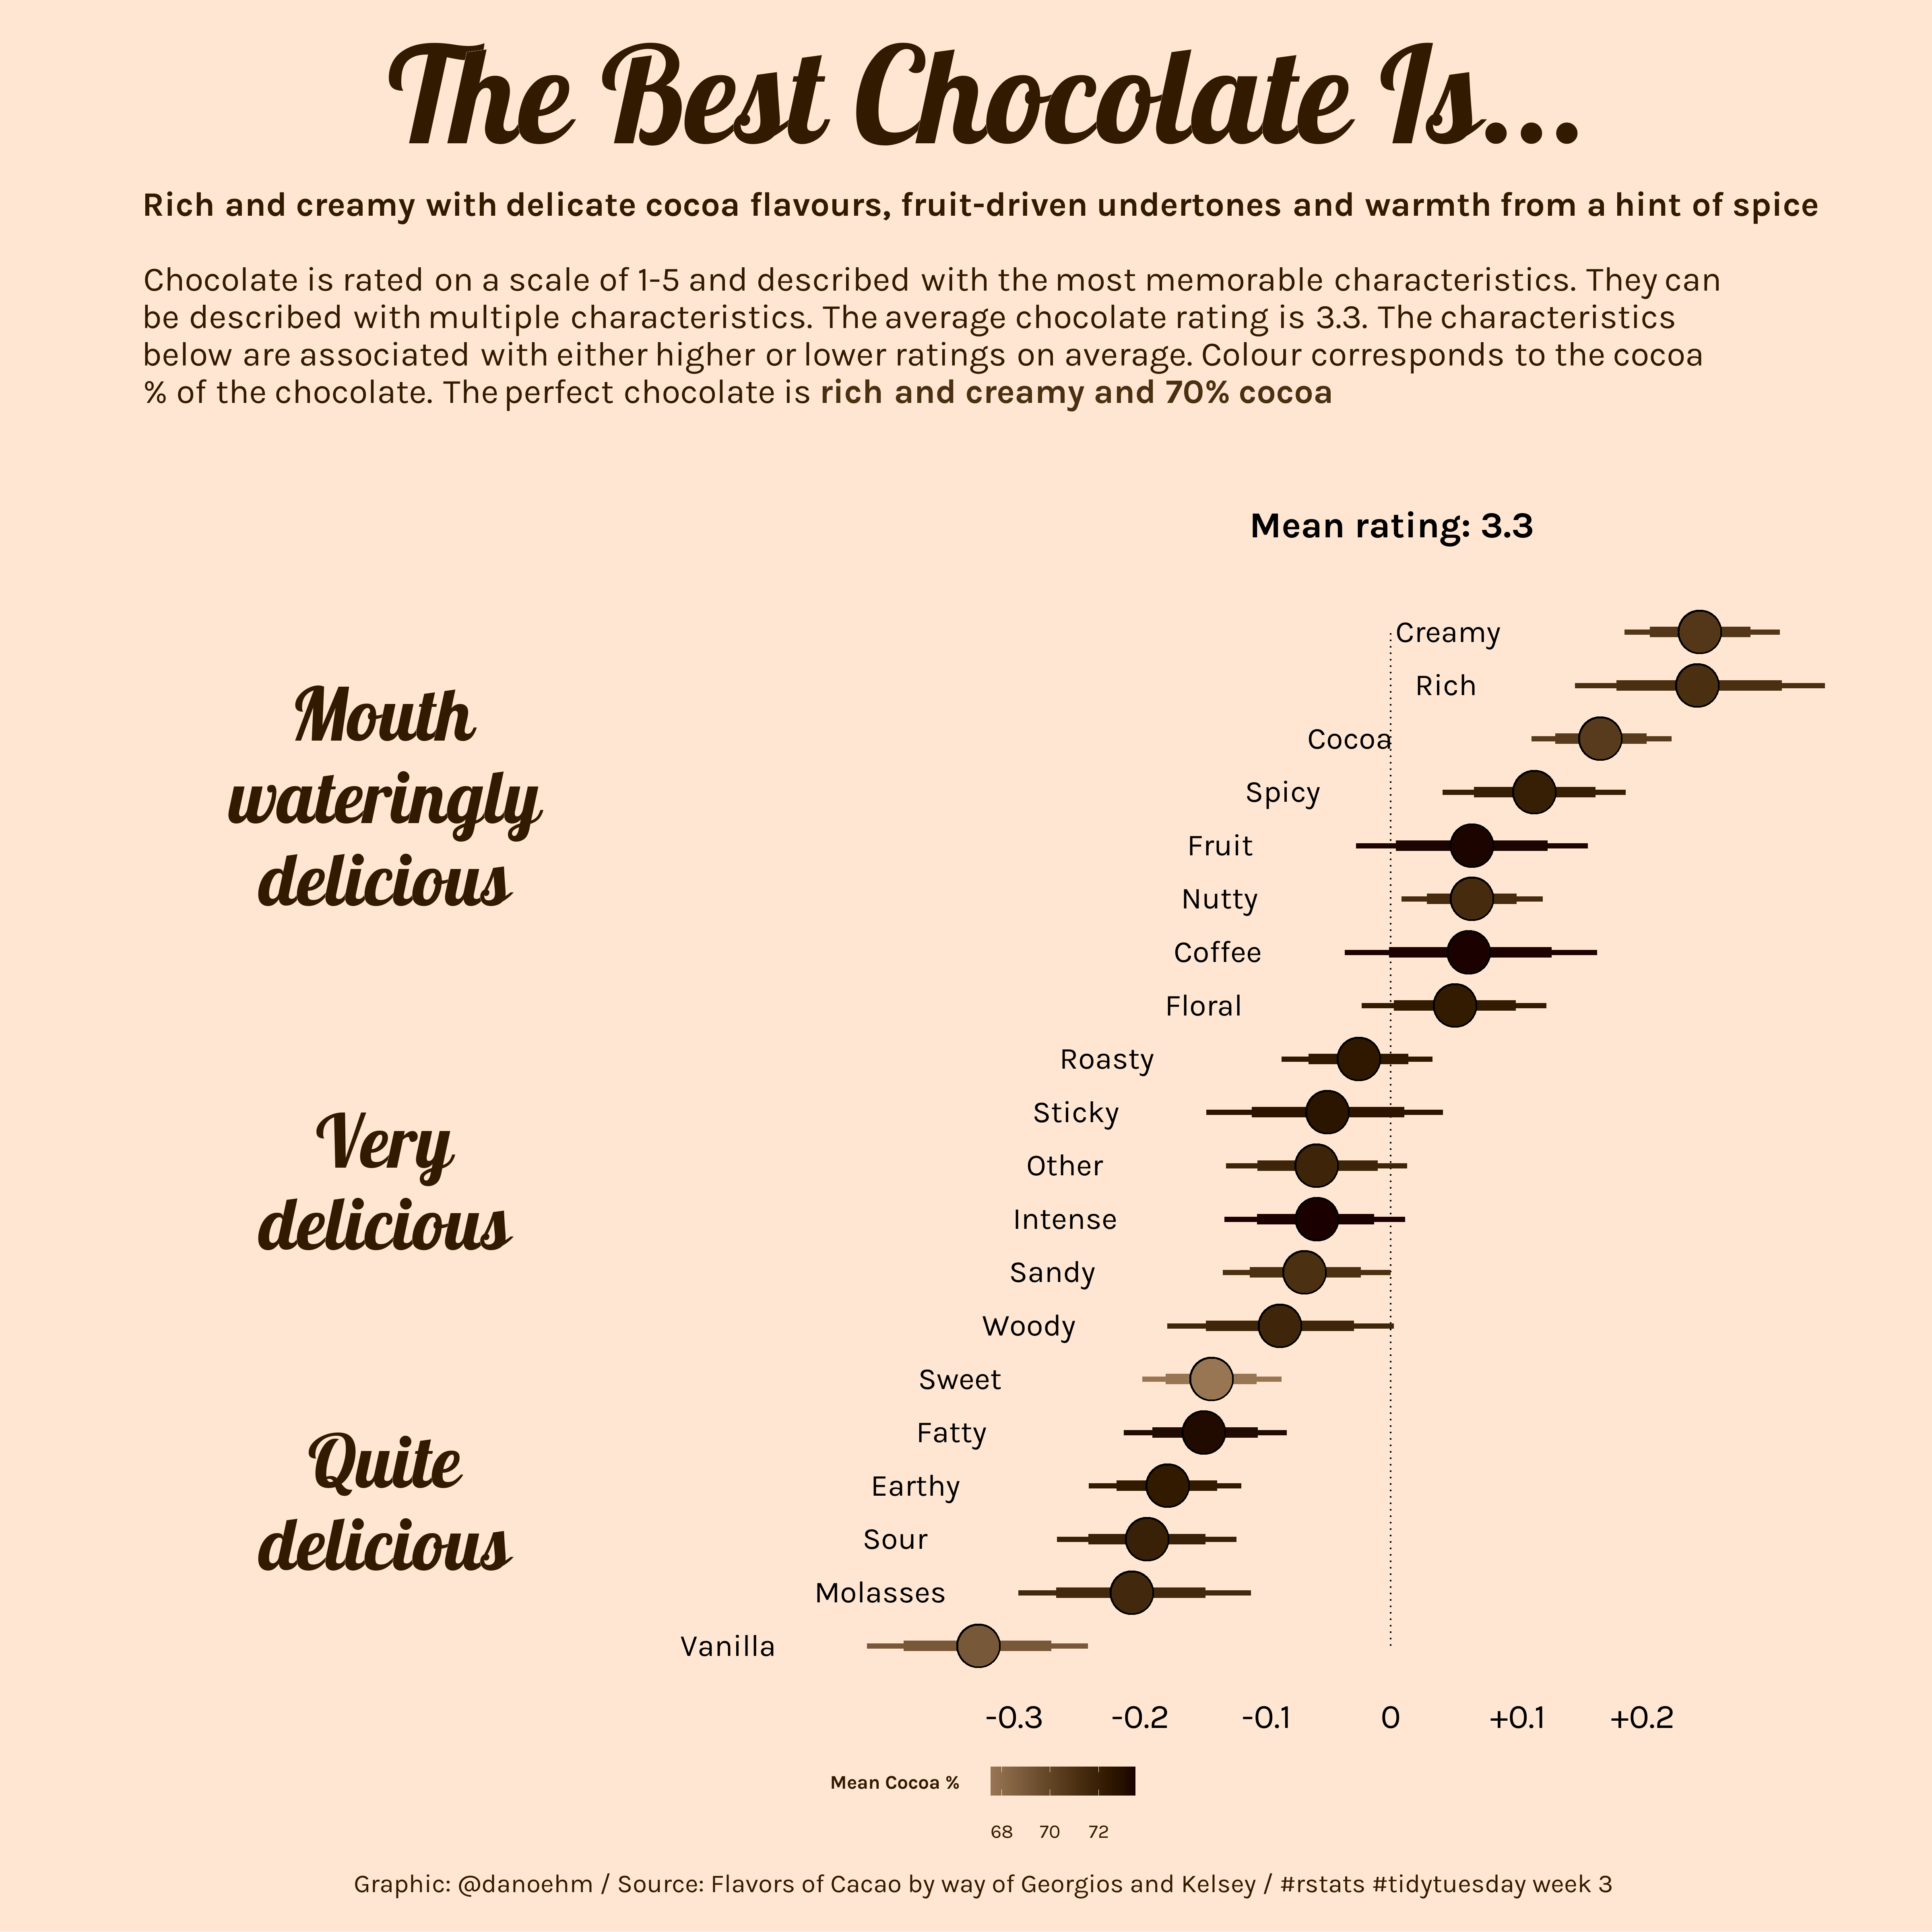 The Best Chocolate Is...
Rich and creamy with delicate cocoa flavours, fruit-driven undertones and warmth from a hint of spice
Chocolate is rated on a scale of 1-5 and described with the most memorable characteristics. They can
be described with multiple characteristics. The average chocolate rating is 3.3. The characteristics
below are associated with either higher or lower ratings on average. Colour corresponds to the cocoa
% of the chocolate. The perfect chocolate is rich and creamy and 70% cocoa
Mean rating: 3.3
Mouth
wateringly
delicious
Very
delicious
Quite
delicious
Creamy
Rich
Cocoa
Spicy
Fruit
Nutty
Coffee
Floral
Roasty
Sticky
Other
Intense
Sandy
Woody
Sweet
Fatty
Earthy
Sour
Molasses
Vanilla
-0.3 -0.2 -0.1 0 +0.1 +0.2
Mean Cocoa %
68 70 72
Graphic: @danoehm / Source: Flavors of Cacao by way of Georgios and Kelsey / #rstats #tidytuesday week 3